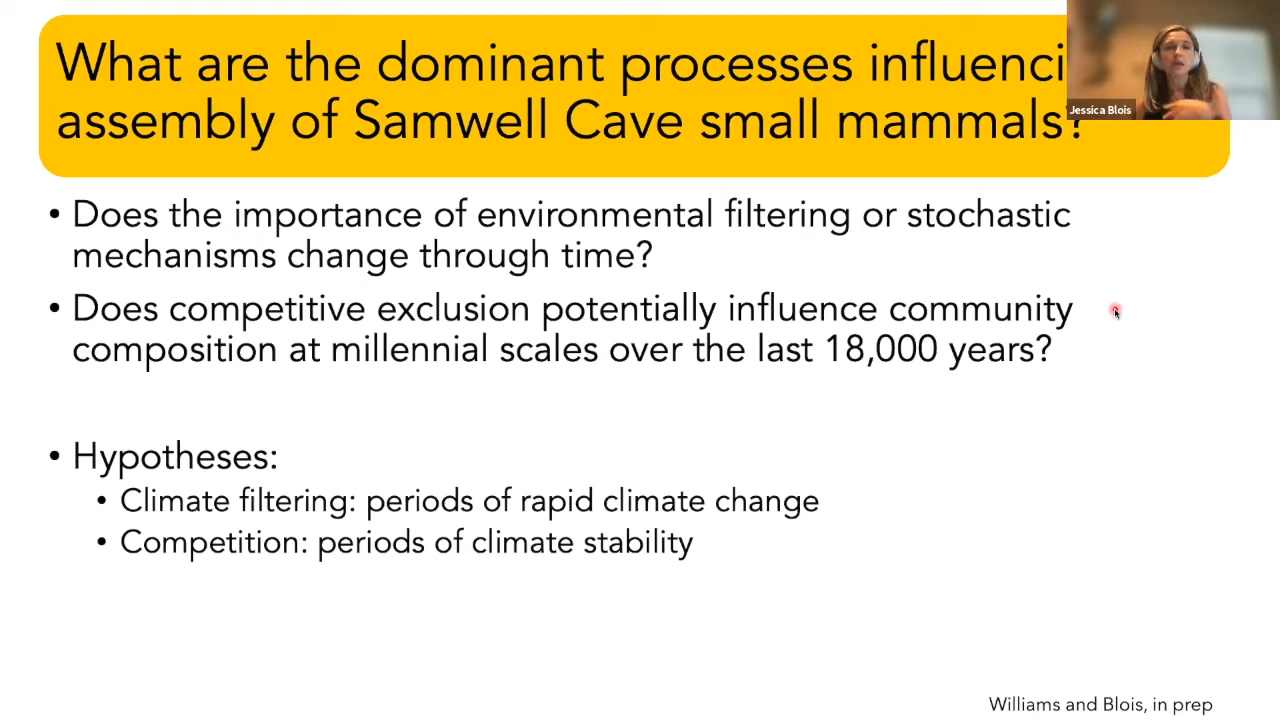 What are the dominant processes influenci
assembly of Samwell Cave small mammals?
Jessica Blois
• Does the importance of environmental filtering or stochastic
mechanisms change through time?
• Does competitive exclusion potentially influence community
composition at millennial scales over the last 18,000 years?
• Hypotheses:
• Climate filtering: periods of rapid climate change
• Competition: periods of climate stability
Williams and Blois, in prep